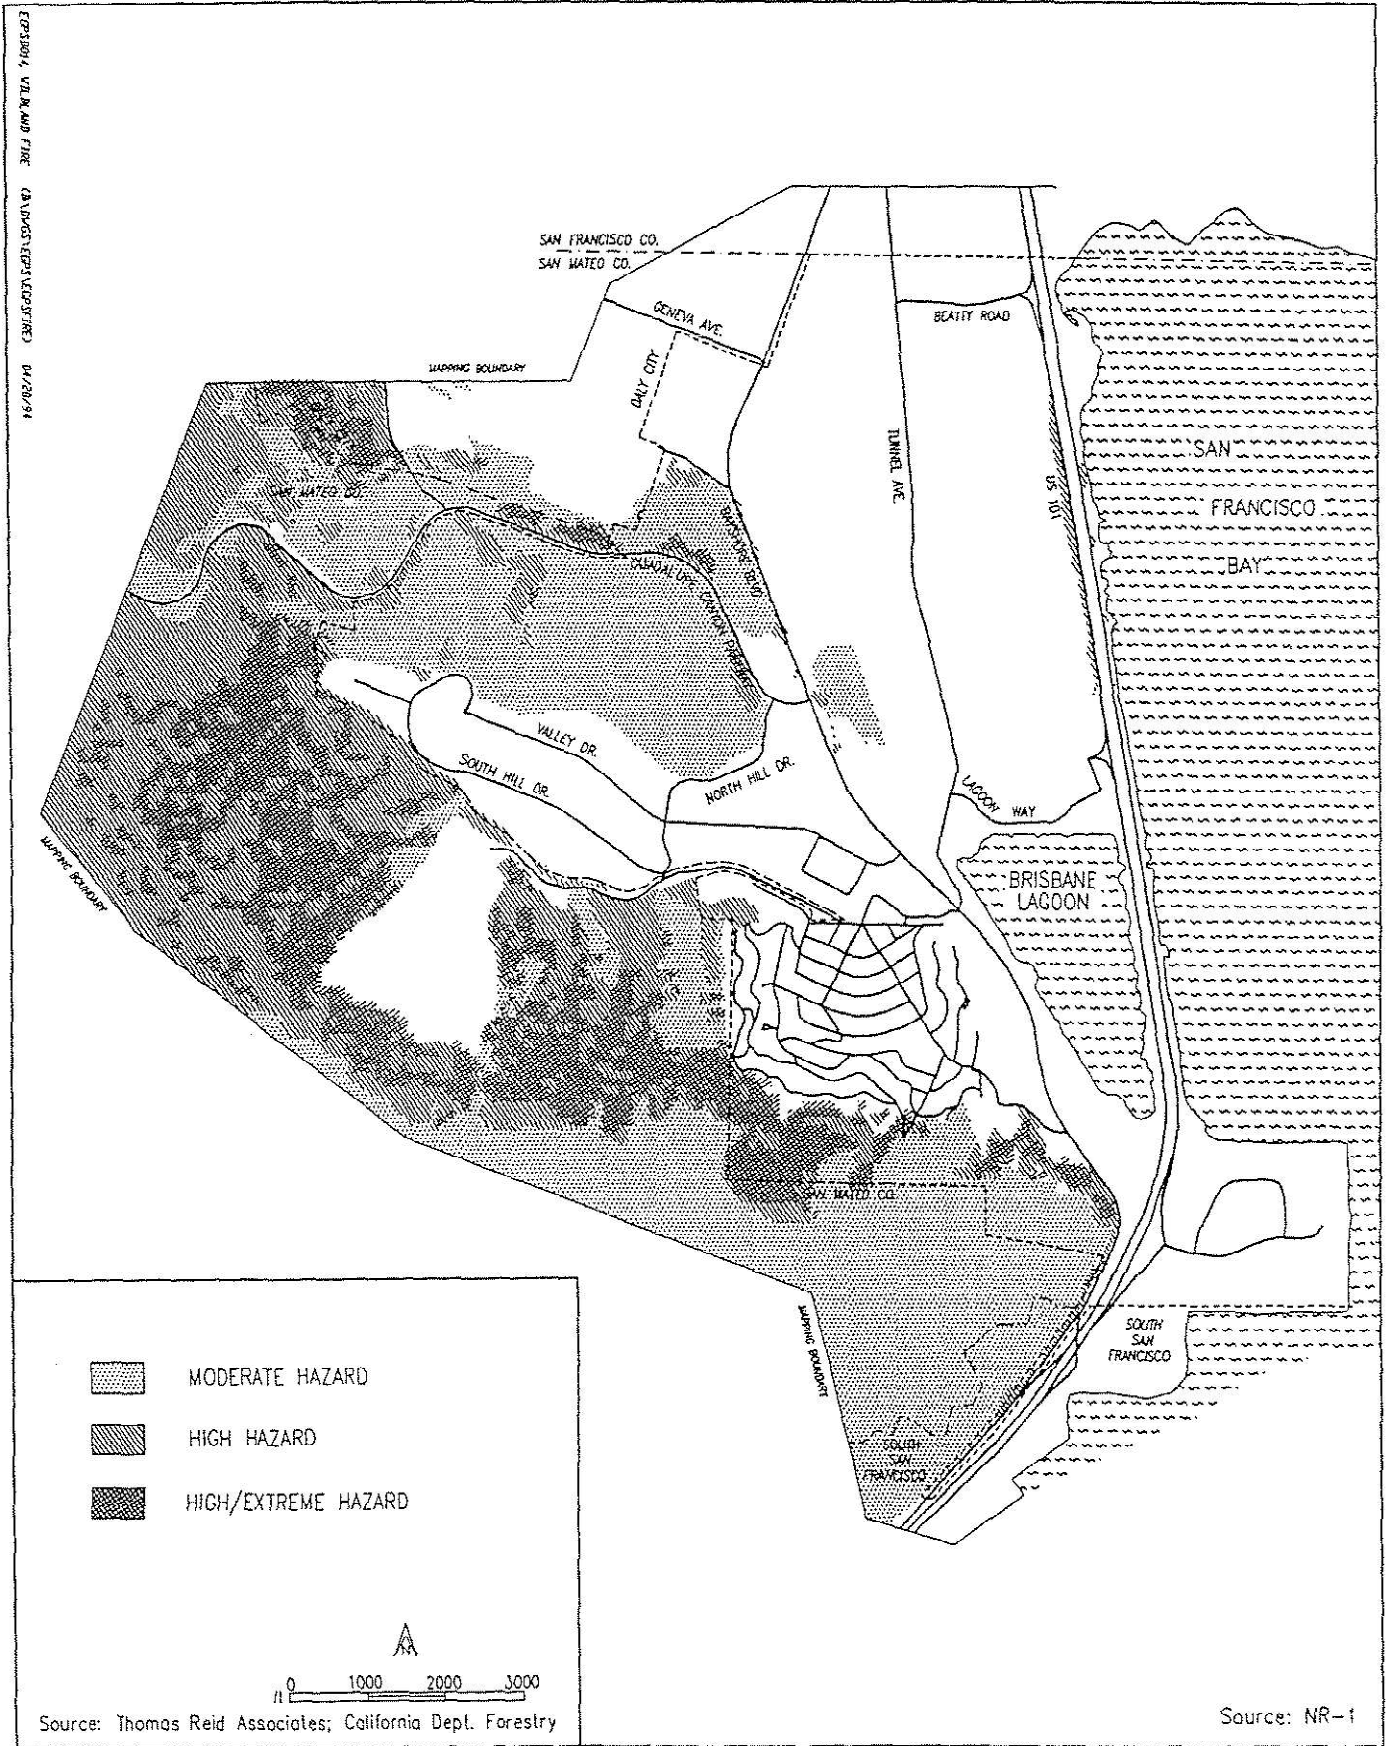 SAN FRANCISCO CO.
SAN MATEO CO.
GENEVA AVE.
BEATTY ROAD
MAPPING BOUNDARY
DALY CITY
TUNNEL AVE.
US 101
SAN
FRANCISCO
BAY
SAN MATEO CO.
BAYSHORE BLVD
GUADALUPE CANYON PARKWAY
VALLEY DR.
SOUTH HILL DR.
NORTH HILL DR.
LAGOON WAY
MAPPING BOUNDARY
BRISBANE
LAGOON
SAN MATEO CO.
MAPPING BOUNDARY
SOUTH
SAN
FRANCISCO
SOUTH
SAN
FRANCISCO
MODERATE HAZARD
HIGH HAZARD
HIGH/EXTREME HAZARD
0 1000 2000 3000
ft
Source: Thomas Reid Associates; California Dept. Forestry
Source: NR-1
04/28/94